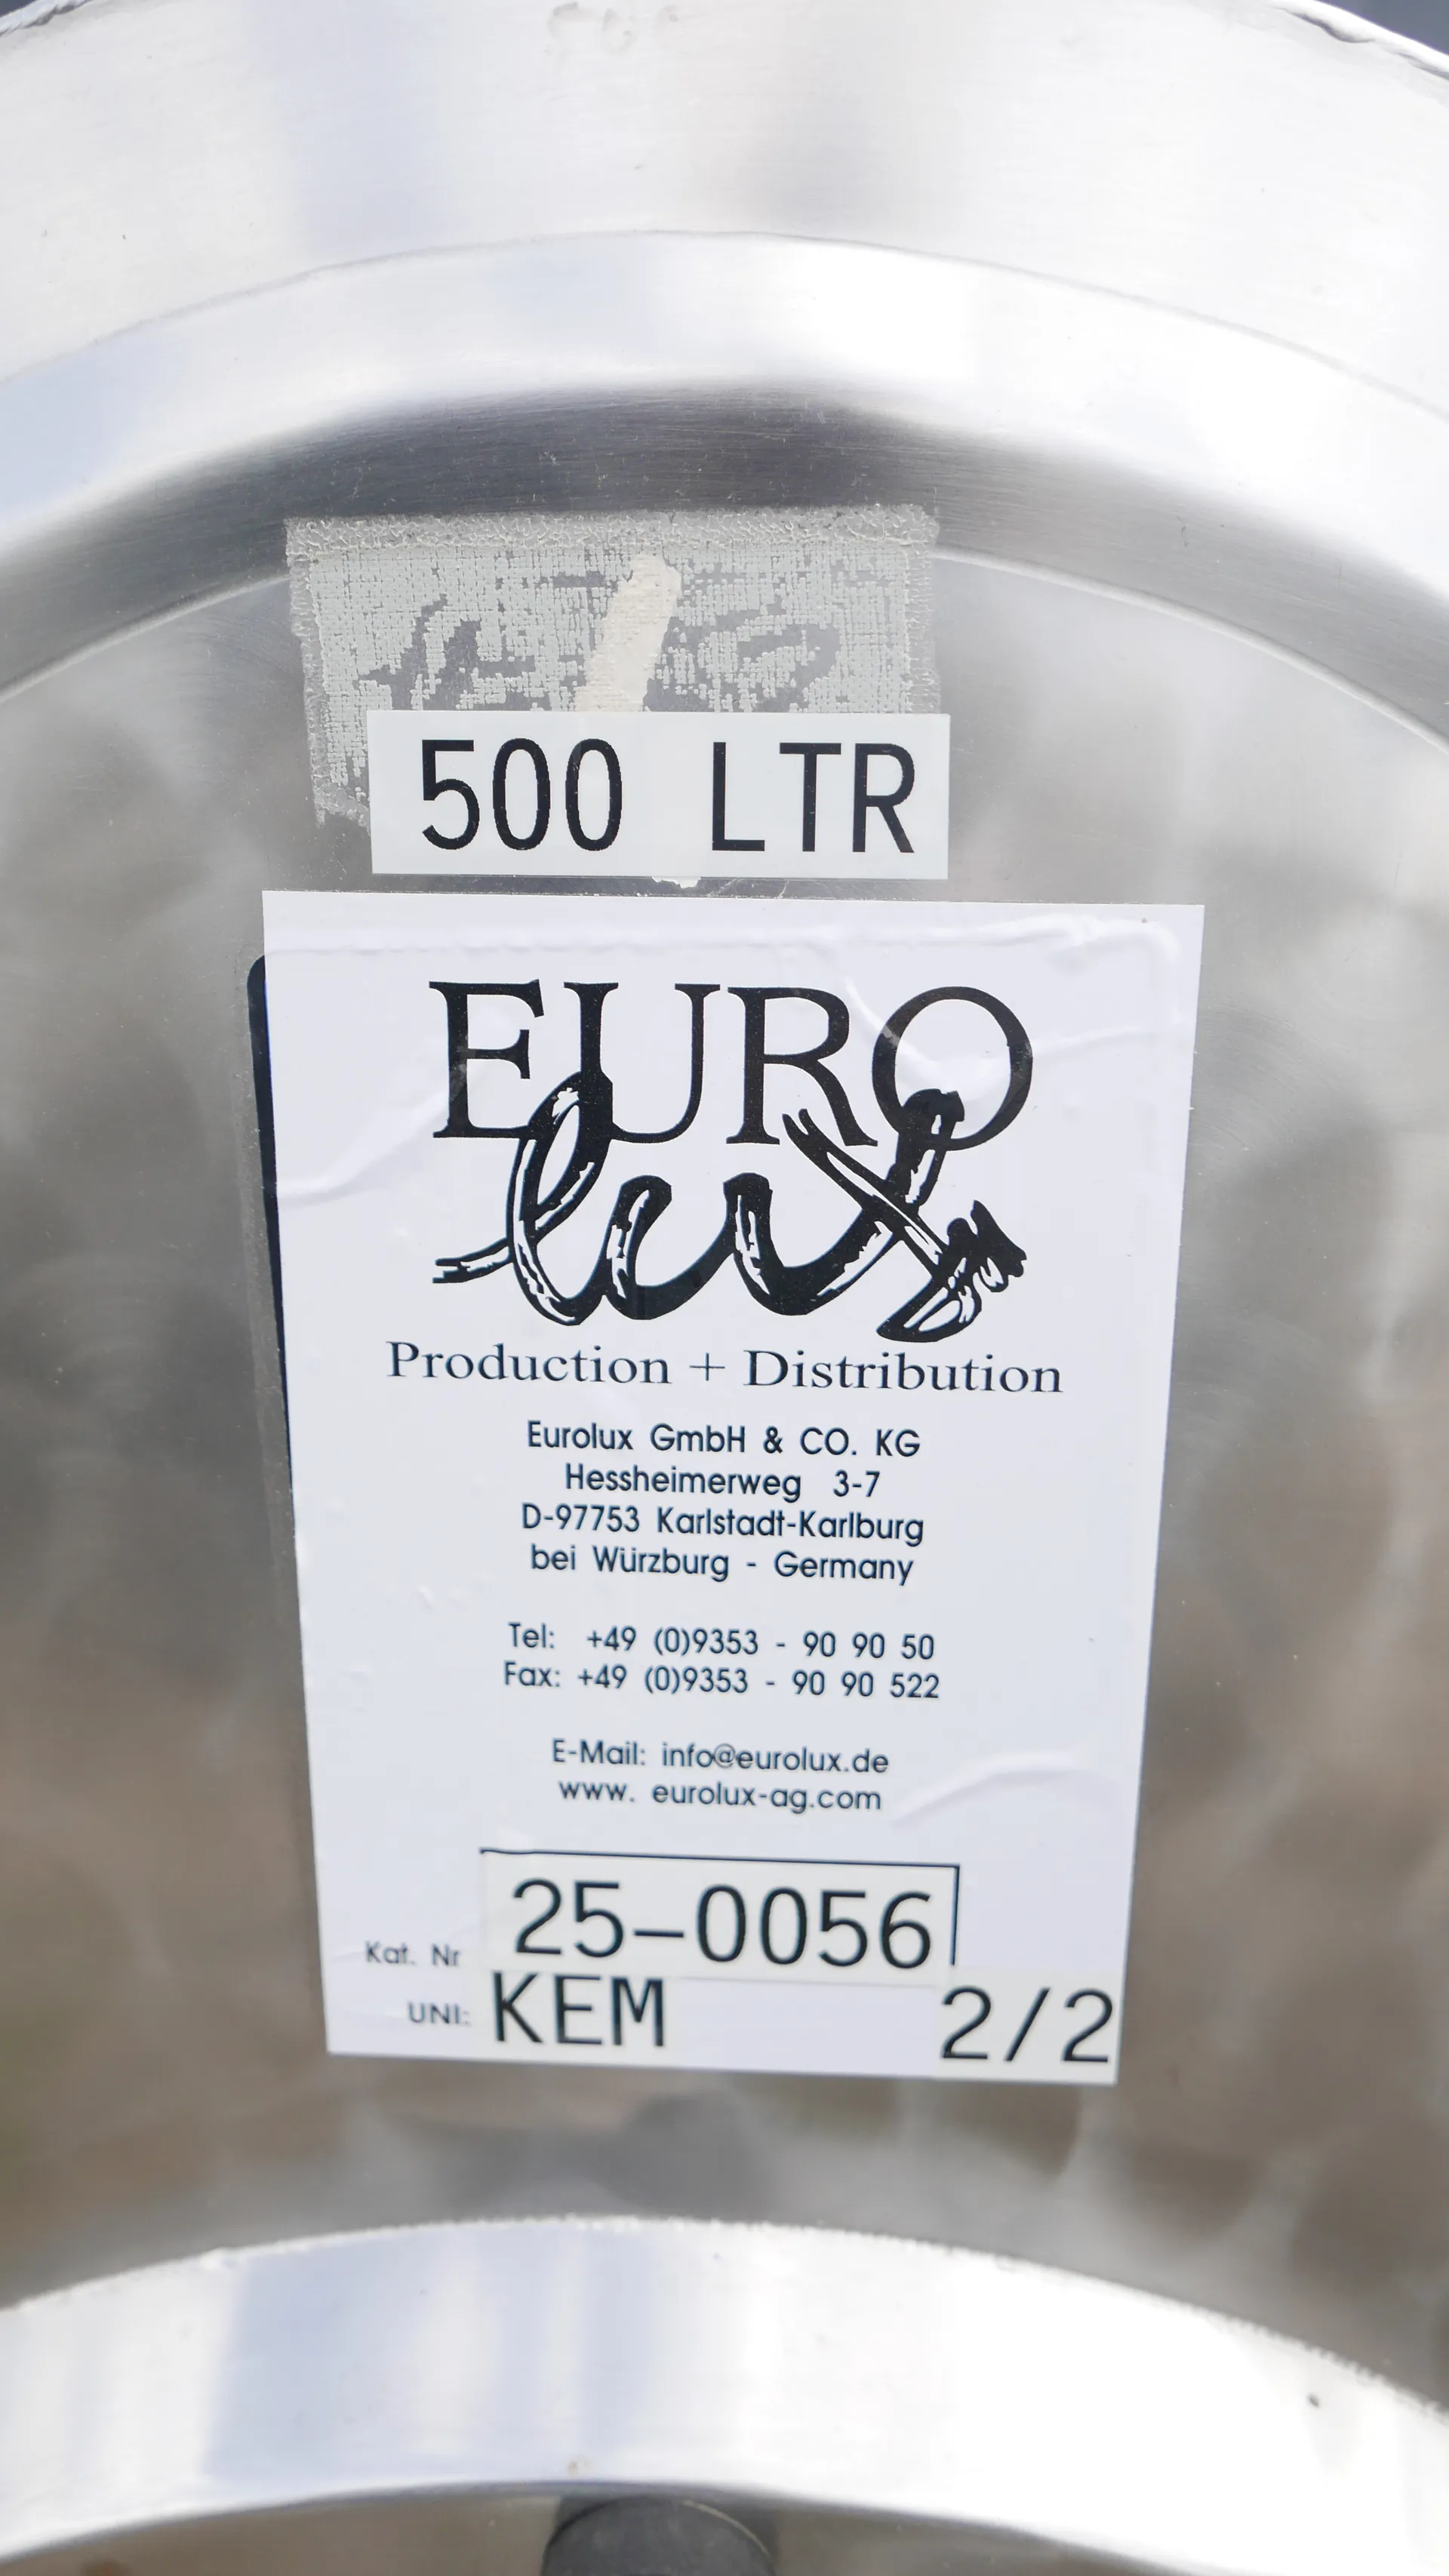 500 LTR
EURO
lux
Production + Distribution
Eurolux GmbH & CO. KG
Hessheimerweg 3-7
D-97753 Karlstadt-Karlburg
bei Würzburg - Germany
Tel: +49 (0)9353 - 90 90 50
Fax: +49 (0)9353 - 90 90 522
E-Mail: info@eurolux.de
www. eurolux-ag.com
Kat. Nr 25-0056
UNI: KEM 2/2